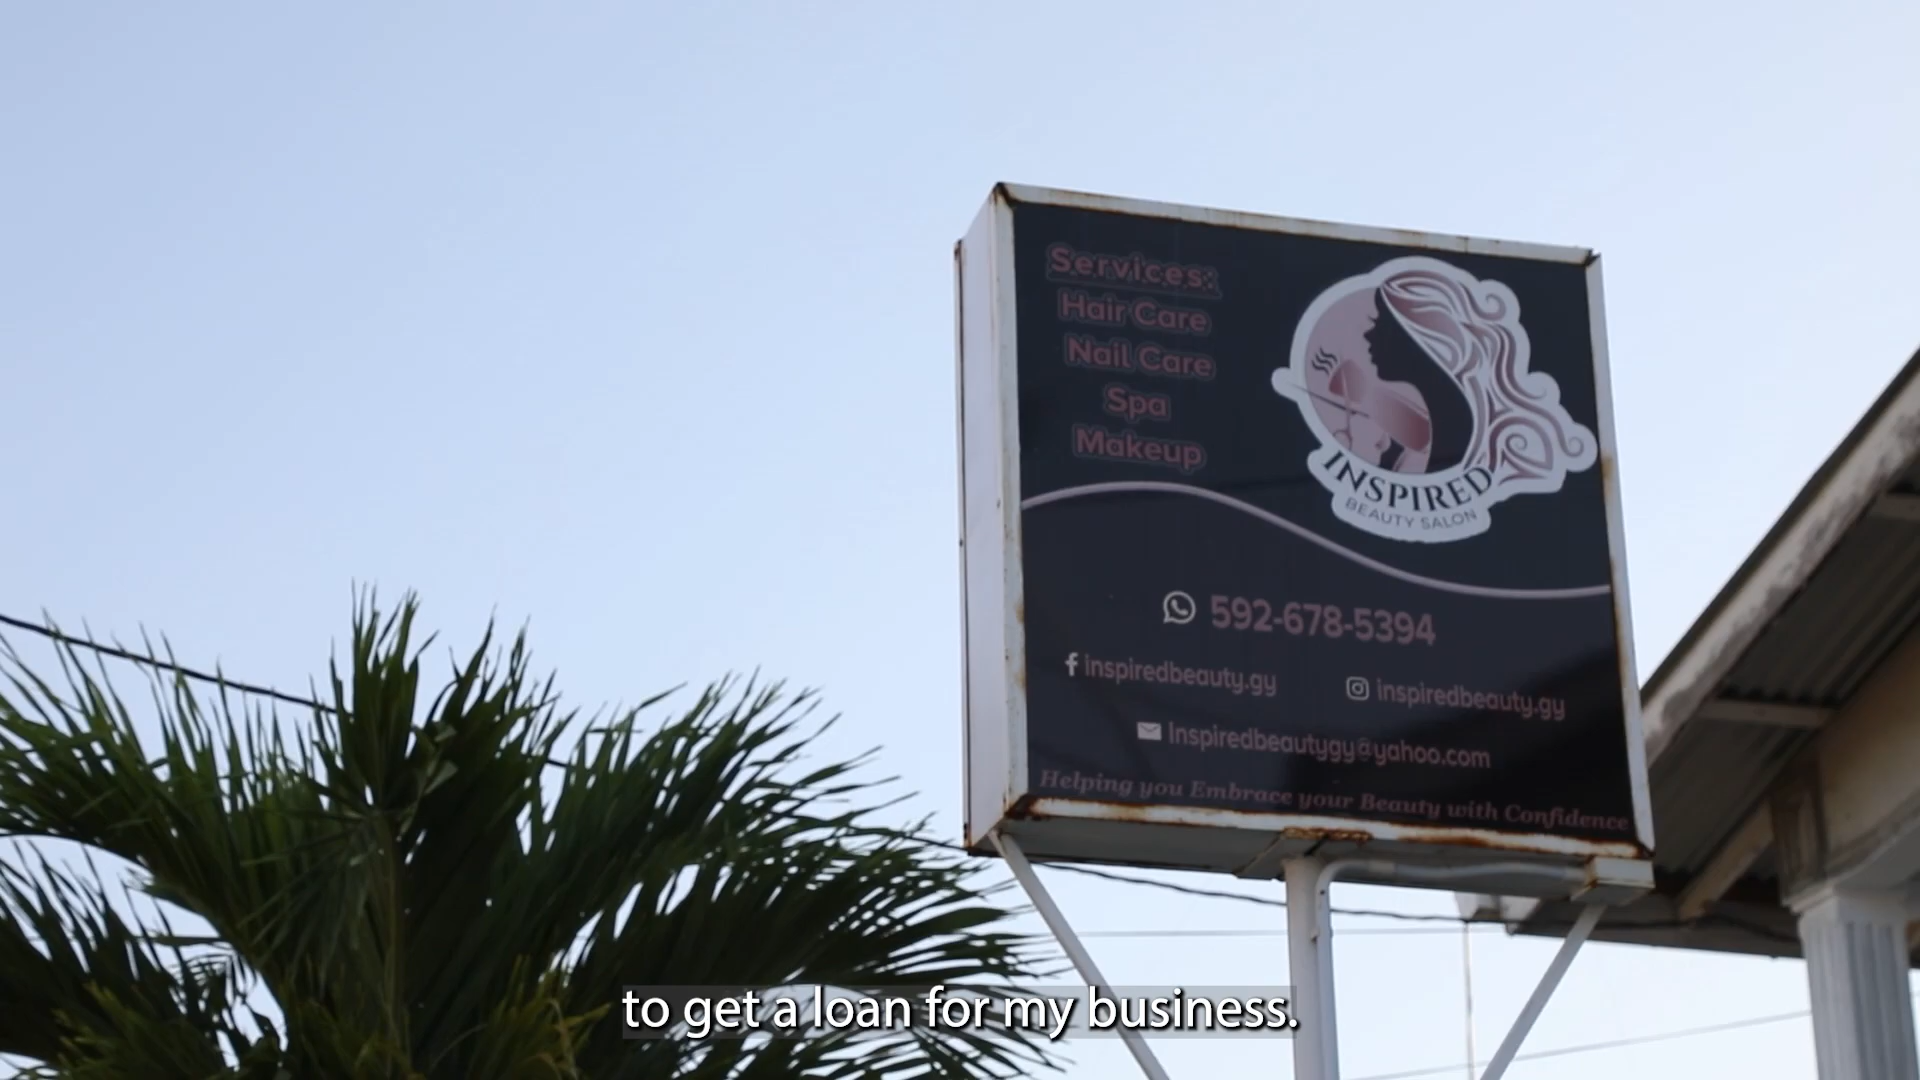 Services:
Hair Care
Nail Care
Spa
Makeup
INSPIRED
BEAUTY SALON
592-678-5394
inspiredbeauty.gy
inspiredbeauty.gy
Inspiredbeautygy@yahoo.com
Helping you Embrace your Beauty with Confidence
to get a loan for my business.